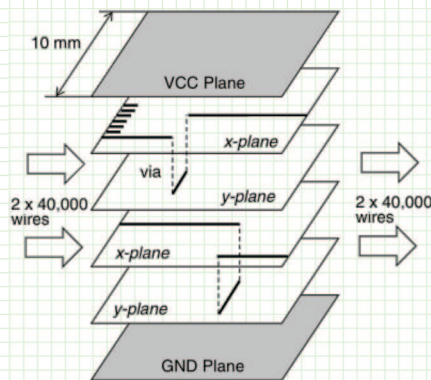 10 mm
VCC Plane
x-plane
via
y-plane
2 x 40,000
wires
2 x 40,000
wires
x-plane
y-plane
GND Plane